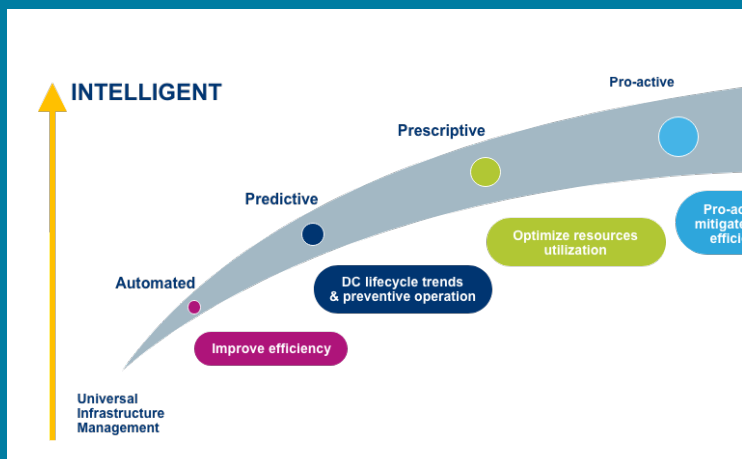 INTELLIGENT
Pro-active
Prescriptive
Predictive
Automated
Optimize resources
utilization
mitigate
DC lifecycle trends
& preventive operation
Improve efficiency
Universal
Infrastructure
Management